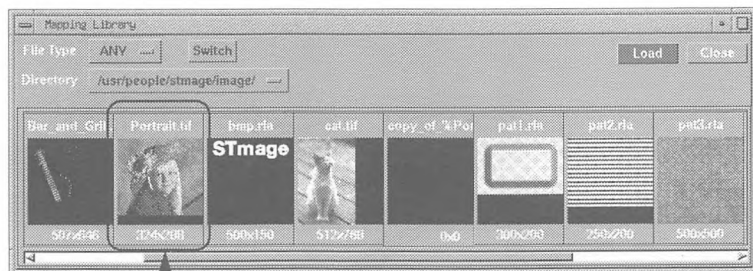 Mapping Library
File Type ANY Switch Load Close
Directory /usr/people/stmage/image/
Bar_and_Gril Portrait.tif bmp.rla cat.tif copy_of_%Por pat1.rla pat2.rla pat3.rla
STmage
324x280 500x150 512x768 0x0 300x200 250x200 500x500